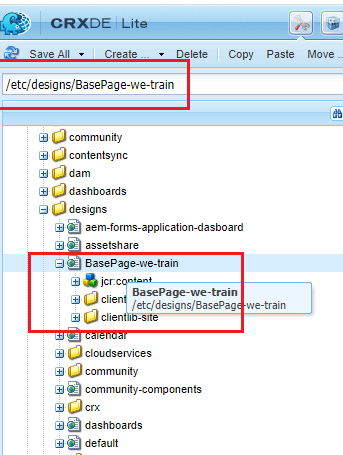 CRXDE | Lite
Save All Create ... Delete Copy Paste Move ..
/etc/designs/BasePage-we-train
community
contentsync
dam
dashboards
designs
aem-forms-application-dasboard
assetshare
BasePage-we-train
jcr:content
BasePage-we-train
client
/etc/designs/BasePage-we-train
clientlib-site
calendar
cloudservices
community
community-components
crx
dashboards
default